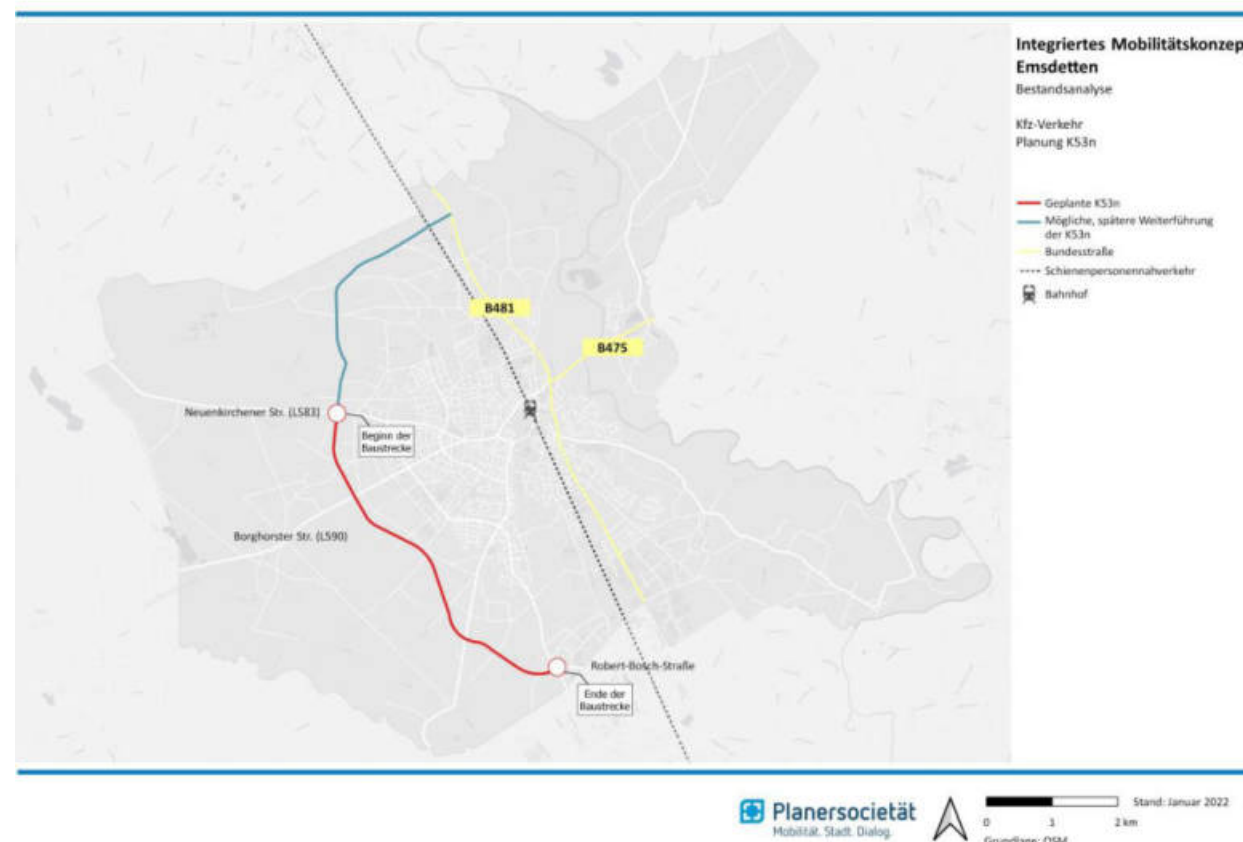 Integriertes Mobilitätskonzep
Emsdetten
Bestandsanalyse
Kfz-Verkehr
Planung K53n
Geplante K53n
Mögliche, spätere Weiterführung
der K53n
Bundesstraße
Schienenpersonennahverkehr
Bahnhof
B481
B475
Neuenkirchener Str. (L583)
Beginn der
Baustrecke
Borghorster Str. (L590)
Robert-Bosch-Straße
Ende der
Baustrecke
Planersocietät
Mobilität. Stadt. Dialog.
Stand: Januar 2022
0 1 2 km
Grundlage: OSM